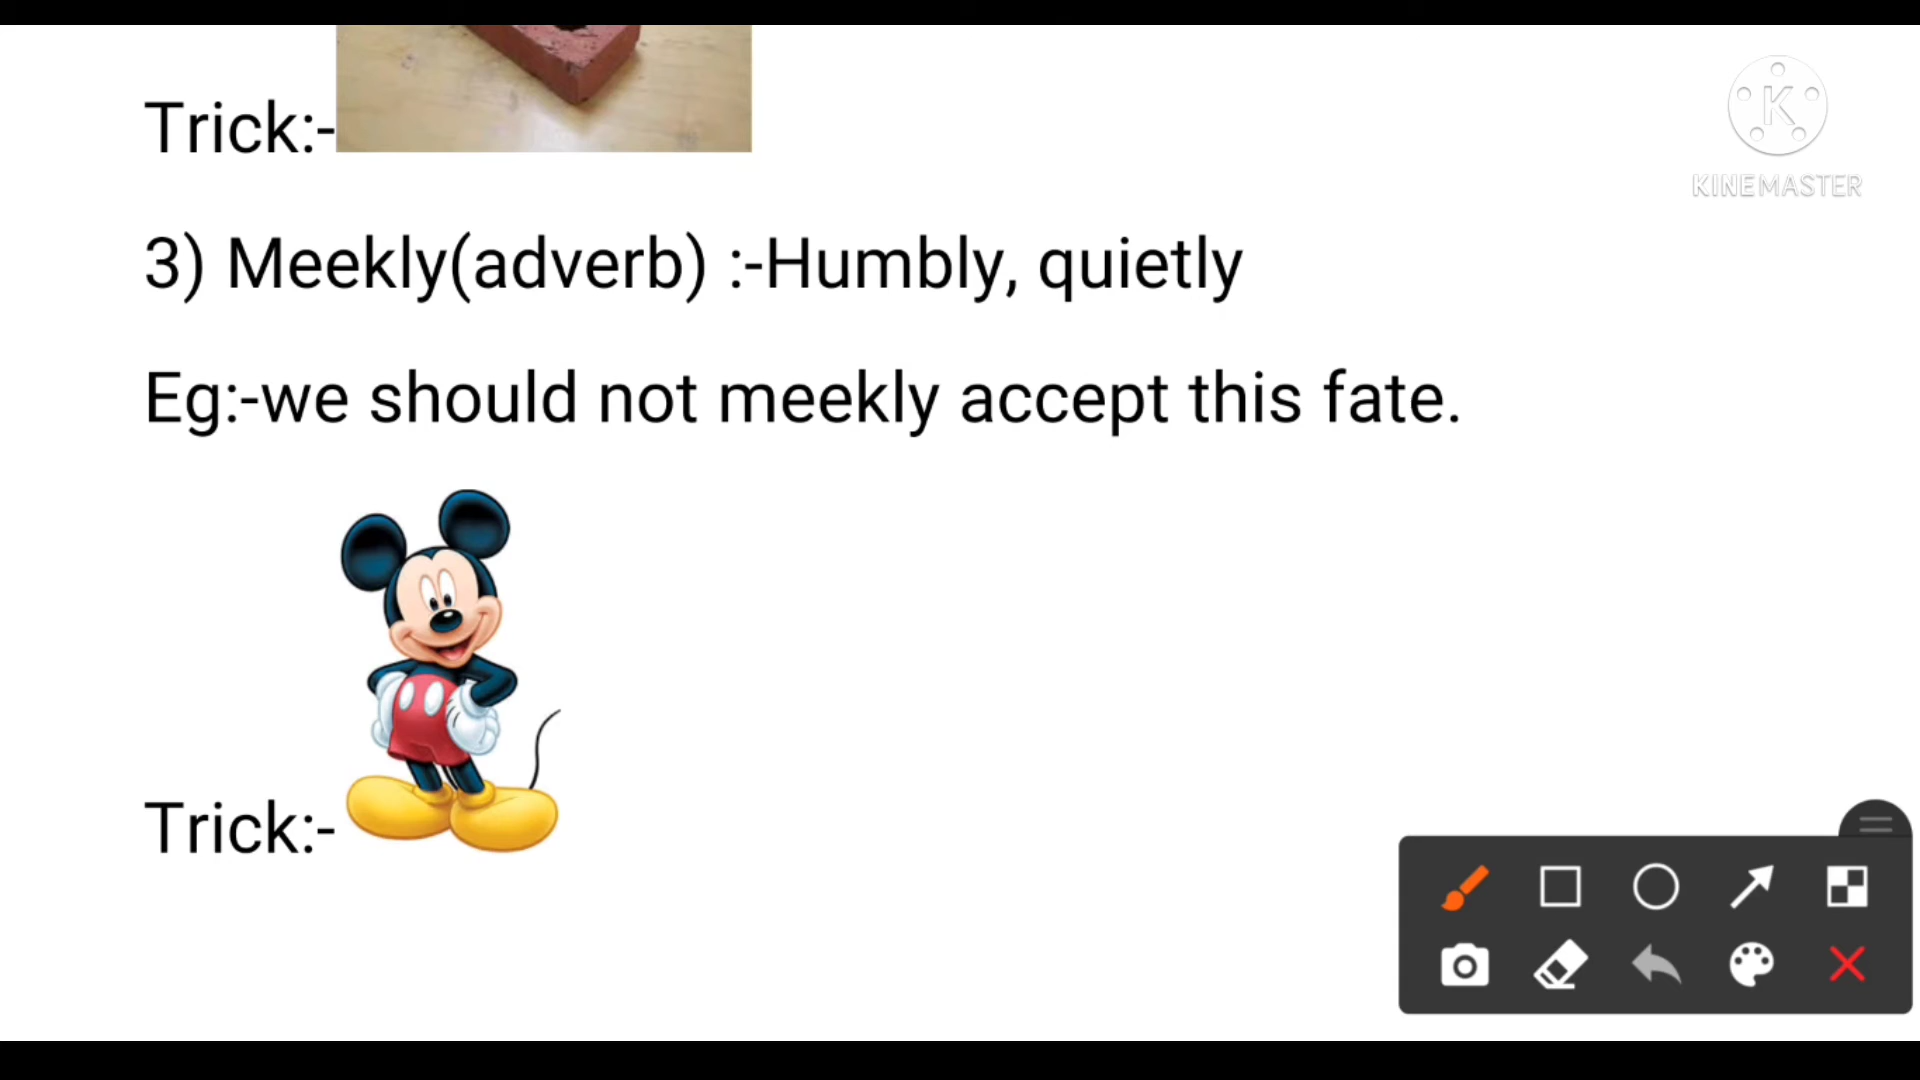 Trick:-
K
KINEMASTER
3) Meekly(adverb) :-Humbly, quietly
Eg:-we should not meekly accept this fate.
Trick:-